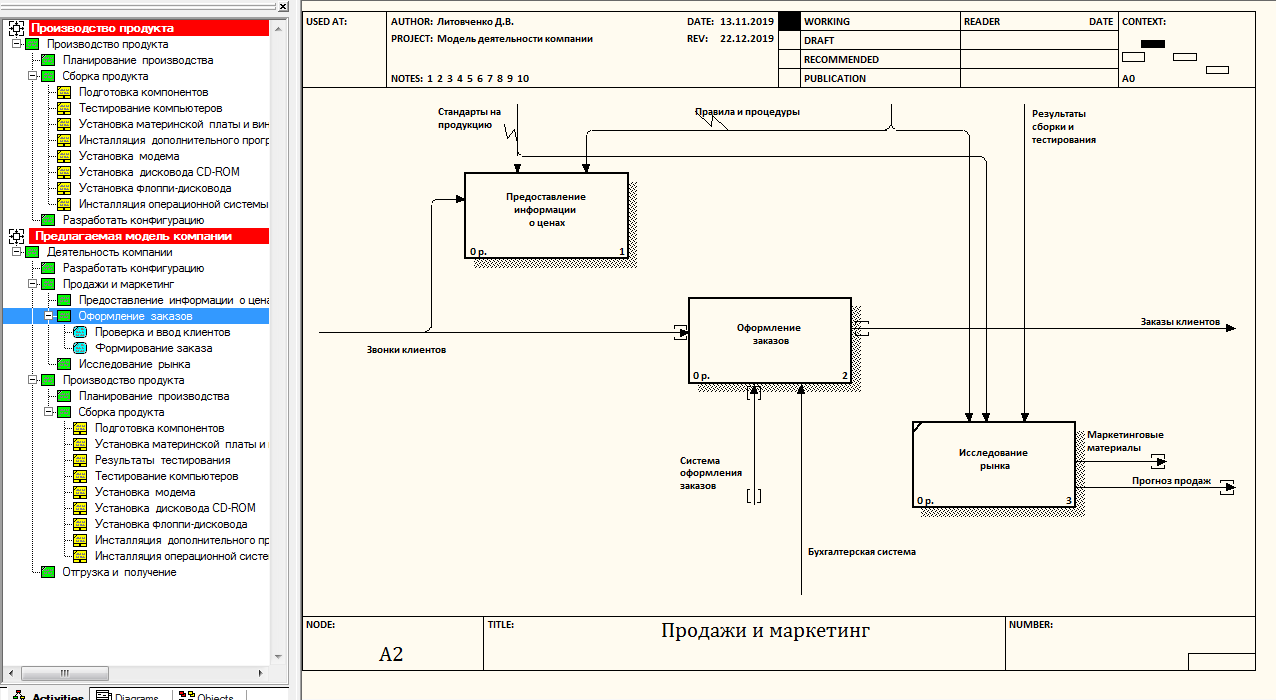 Производство продукта
Производство продукта
Планирование производства
Сборка продукта
Подготовка компонентов
Тестирование компьютеров
Установка материнской платы и вин
Инсталляция дополнительного прогр
Установка модема
Установка дисковода CD-ROM
Установка флоппи-дисковода
Инсталляция операционной системы
Разработать конфигурацию
Предлагаемая модель компании
Деятельность компании
Разработать конфигурацию
Продажи и маркетинг
Предоставление информации о цена
Оформление заказов
Проверка и ввод клиентов
Формирование заказа
Исследование рынка
Производство продукта
Планирование производства
Сборка продукта
Подготовка компонентов
Установка материнской платы и
Результаты тестирования
Тестирование компьютеров
Установка модема
Установка дисковода CD-ROM
Установка флоппи-дисковода
Инсталляция дополнительного пр
Инсталляция операционной систе
Отгрузка и получение
Activities
Diagrams
Objects
USED AT:
AUTHOR: Литовченко Д.В.
DATE: 13.11.2019
PROJECT: Модель деятельности компании
REV: 22.12.2019
NOTES: 1 2 3 4 5 6 7 8 9 10
WORKING
DRAFT
RECOMMENDED
PUBLICATION
READER DATE
CONTEXT:
A0
Стандарты на
продукцию
Правила и процедуры
Результаты
сборки и
тестирования
Предоставление
информации
о ценах
0 р. 1
Звонки клиентов
Оформление
заказов
0 р. 2
Заказы клиентов
Система
оформления
заказов
Бухгалтерская система
Исследование
рынка
0 р. 3
Маркетинговые
материалы
Прогноз продаж
NODE:
A2
TITLE:
Продажи и маркетинг
NUMBER: